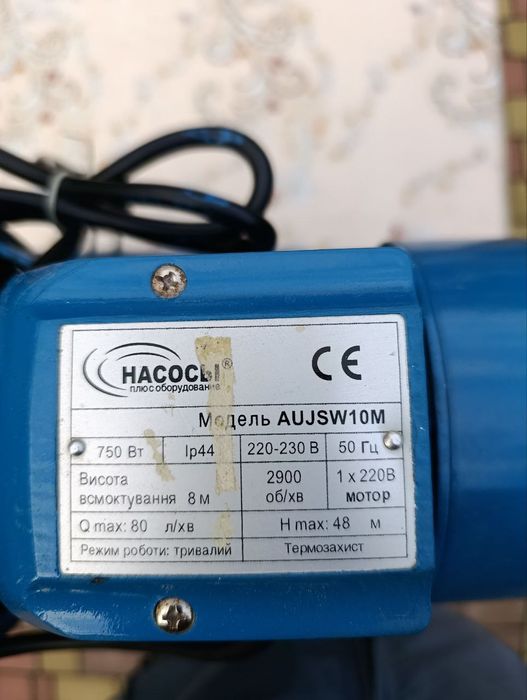 НАСОСЫ®
плюс оборудование
CE
Модель AUJSW10M
750 Вт Ip44 220-230 В 50 Гц
Висота всмоктування 8 м
2900 об/хв
1 x 220В мотор
Q max: 80 л/хв H max: 48 м
Режим роботи: тривалий Термозахист